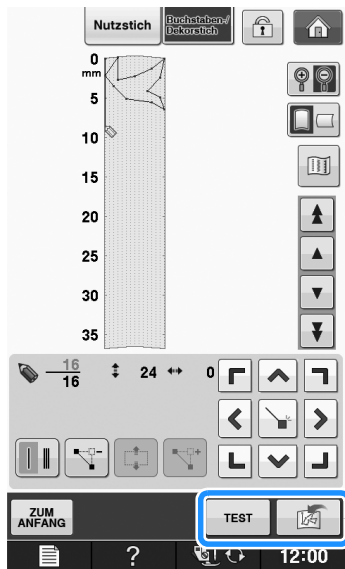 Nutzstich
Buchstaben-/
Dekorstich
0
mm
5
10
15
20
25
30
35
16
16
24
0
ZUM
ANFANG
TEST
?
12:00